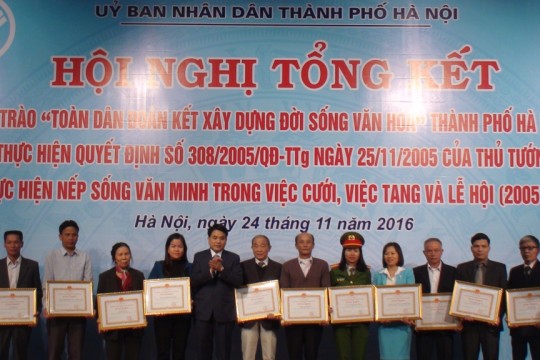 UỶ BAN NHÂN DÂN THÀNH PHỐ HÀ NỘI
HỘI NGHỊ TỔNG KẾT
TRÀO “TOÀN DÂN ĐOÀN KẾT XÂY DỰNG ĐỜI SỐNG VĂN HÓA” THÀNH PHỐ HÀ
THỰC HIỆN QUYẾT ĐỊNH SỐ 308/2005/QĐ-TTg NGÀY 25/11/2005 CỦA THỦ TƯỚN
ỰC HIỆN NẾP SỐNG VĂN MINH TRONG VIỆC CƯỚI, VIỆC TANG VÀ LỄ HỘI (2005
Hà Nội, ngày 24 tháng 11 năm 2016